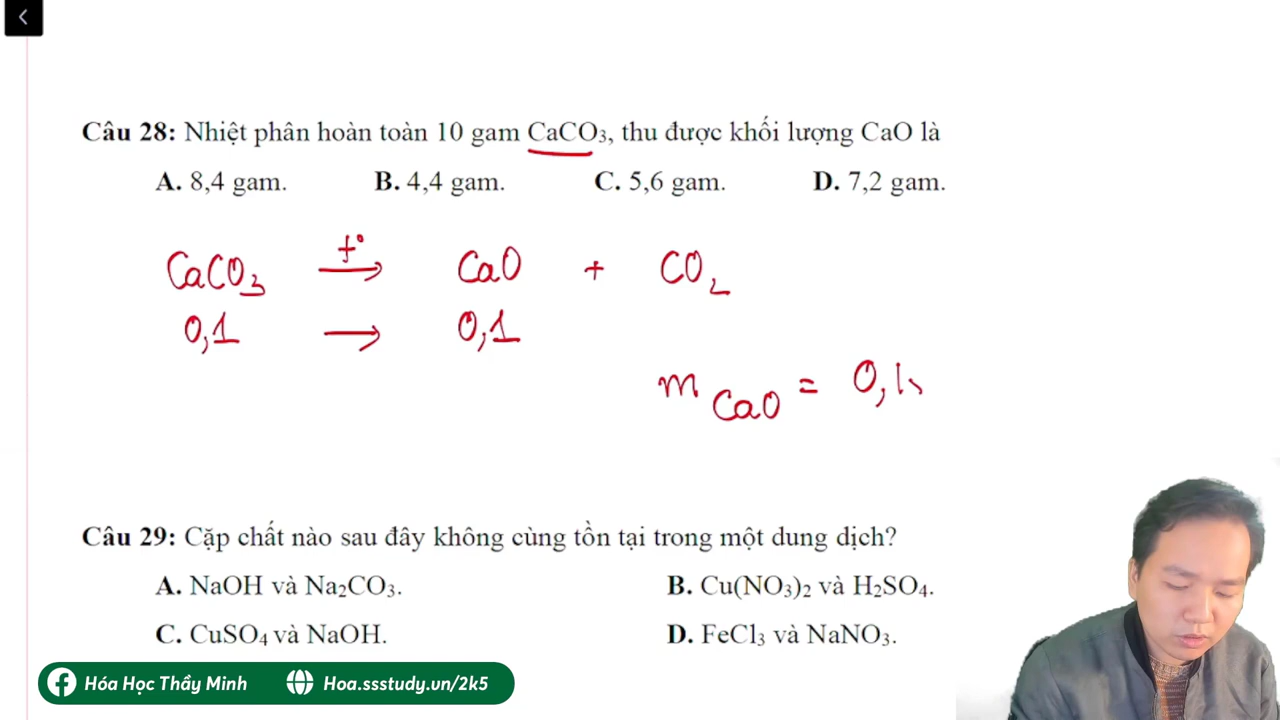 Câu 28: Nhiệt phân hoàn toàn 10 gam CaCO₃, thu được khối lượng CaO là
A. 8,4 gam. B. 4,4 gam. C. 5,6 gam. D. 7,2 gam.
CaCO₃ t° → CaO + CO₂
0,1 → 0,1
m CaO = 0,1
Câu 29: Cặp chất nào sau đây không cùng tồn tại trong một dung dịch?
A. NaOH và Na₂CO₃. B. Cu(NO₃)₂ và H₂SO₄.
C. CuSO₄ và NaOH. D. FeCl₃ và NaNO₃.
Hóa Học Thầy Minh Hoa.ssstudy.vn/2k5